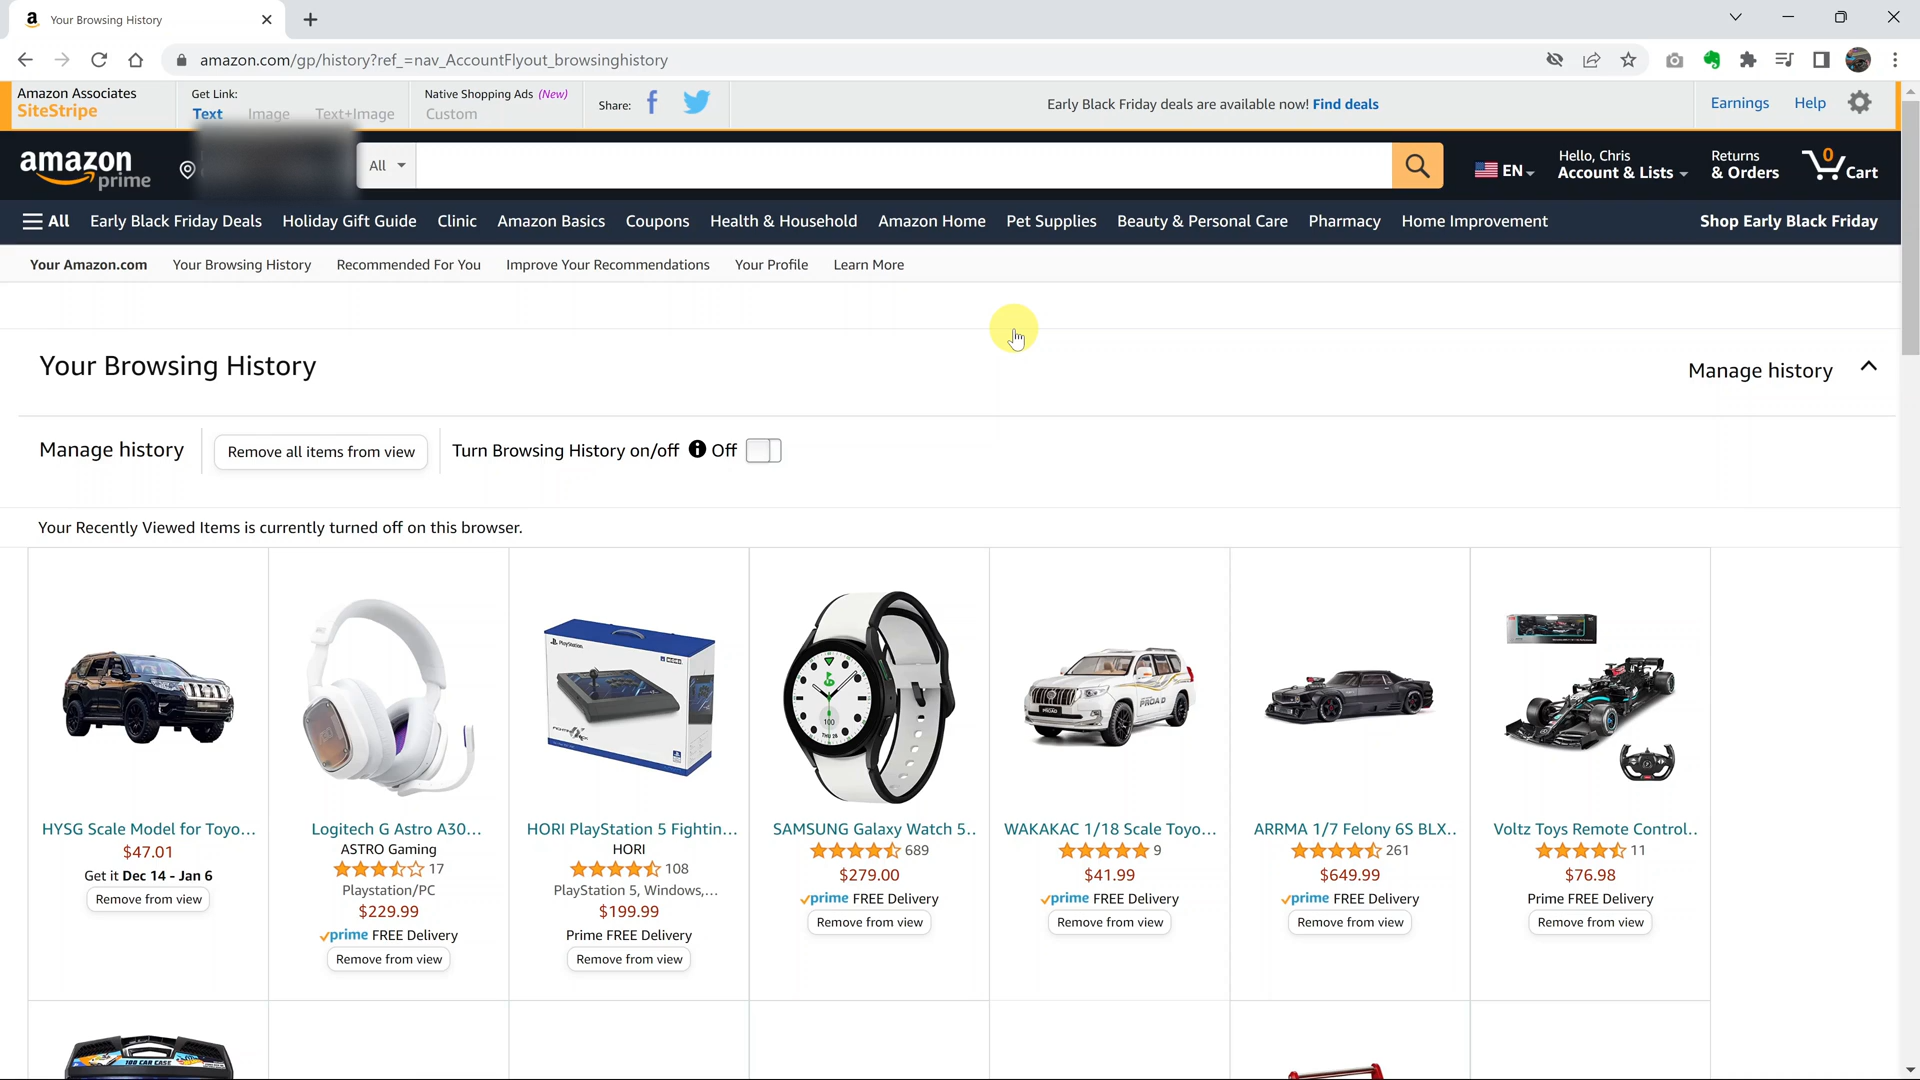 Your Browsing History
amazon.com/gp/history?ref_=nav_AccountFlyout_browsinghistory
Amazon Associates
SiteStripe
Get Link:
Text Image Text+Image
Native Shopping Ads (New)
Custom
Share:
Early Black Friday deals are available now! Find deals
Earnings Help
amazon prime
All
EN
Hello, Chris
Account & Lists
Returns
& Orders
0
Cart
All Early Black Friday Deals Holiday Gift Guide Clinic Amazon Basics Coupons Health & Household Amazon Home Pet Supplies Beauty & Personal Care Pharmacy Home Improvement Shop Early Black Friday
Your Amazon.com Your Browsing History Recommended For You Improve Your Recommendations Your Profile Learn More
Your Browsing History
Manage history
Manage history Remove all items from view Turn Browsing History on/off Off
Your Recently Viewed Items is currently turned off on this browser.
HYSG Scale Model for Toyo...
$47.01
Get it Dec 14 - Jan 6
Remove from view
Logitech G Astro A30...
ASTRO Gaming
17
Playstation/PC
$229.99
prime FREE Delivery
Remove from view
PlayStation
HORI PlayStation 5 Fightin...
HORI
108
PlayStation 5, Windows,...
$199.99
Prime FREE Delivery
Remove from view
SAMSUNG Galaxy Watch 5..
689
$279.00
prime FREE Delivery
Remove from view
WAKAKAC 1/18 Scale Toyo...
9
$41.99
prime FREE Delivery
Remove from view
ARRMA 1/7 Felony 6S BLX..
261
$649.99
prime FREE Delivery
Remove from view
Voltz Toys Remote Control..
11
$76.98
Prime FREE Delivery
Remove from view
100 CAR CASE